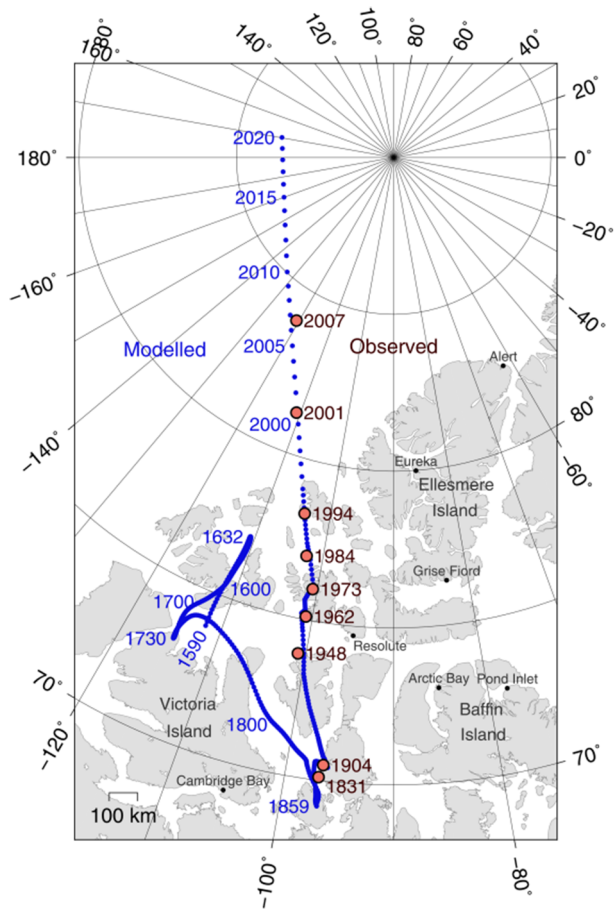 180°
160°
140°
120°
100°
80°
60°
40°
20°
2020
180°
0°
2015
-20°
2010
-160°
-40°
2007
Modelled
2005
Observed
Alert
2001
80°
2000
-140°
Eureka
-60°
Ellesmere
Island
1994
1632
1984
Grise Fiord
1600
1973
1700
1962
1730
1590
Resolute
1948
70°
Arctic Bay
Pond Inlet
Victoria
Island
Baffin
Island
1800
-120°
70°
1904
Cambridge Bay
1831
1859
100 km
-100°
-80°